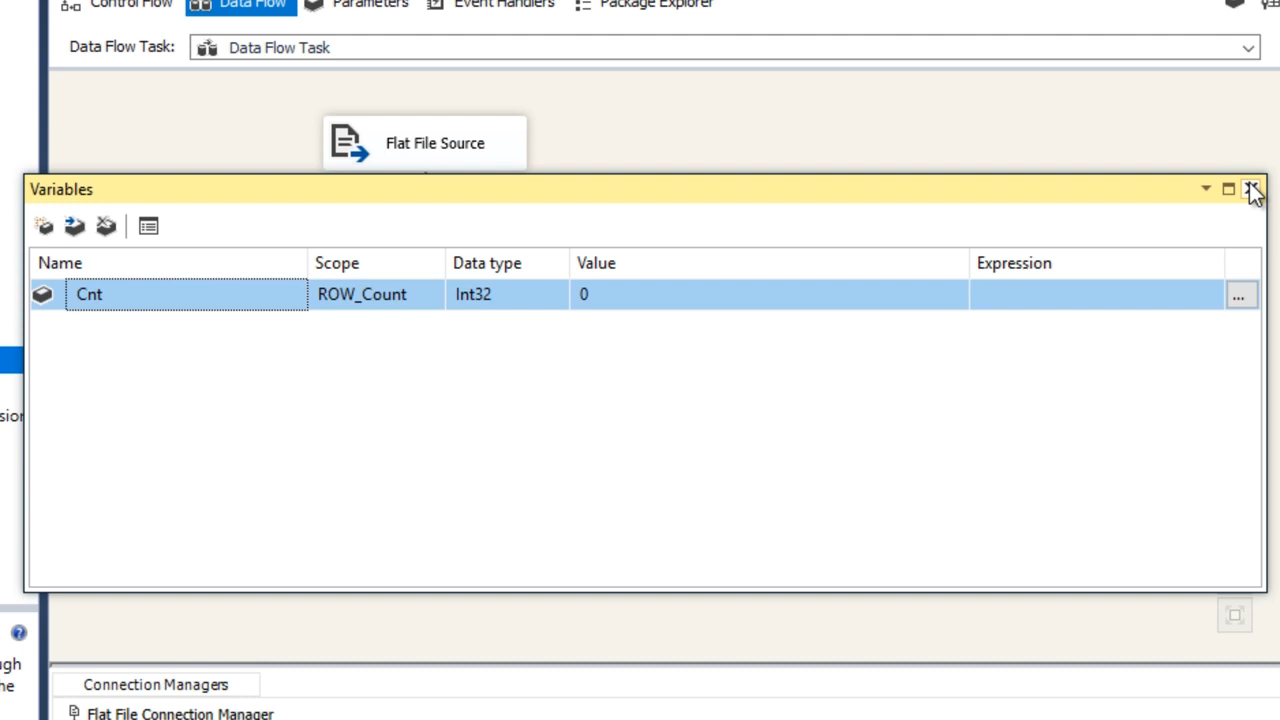 Control Flow Data Flow Parameters Event Handlers Package Explorer
Data Flow Task: Data Flow Task
Flat File Source
Variables
Name Scope Data type Value Expression
Cnt ROW_Count Int32 0 ...
Connection Managers
Flat File Connection Manager